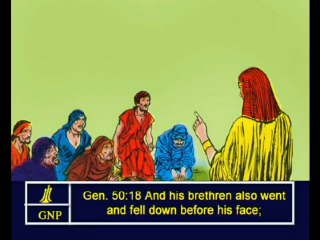 Gen. 50:18 And his brethren also went
and fell down before his face;
GNP